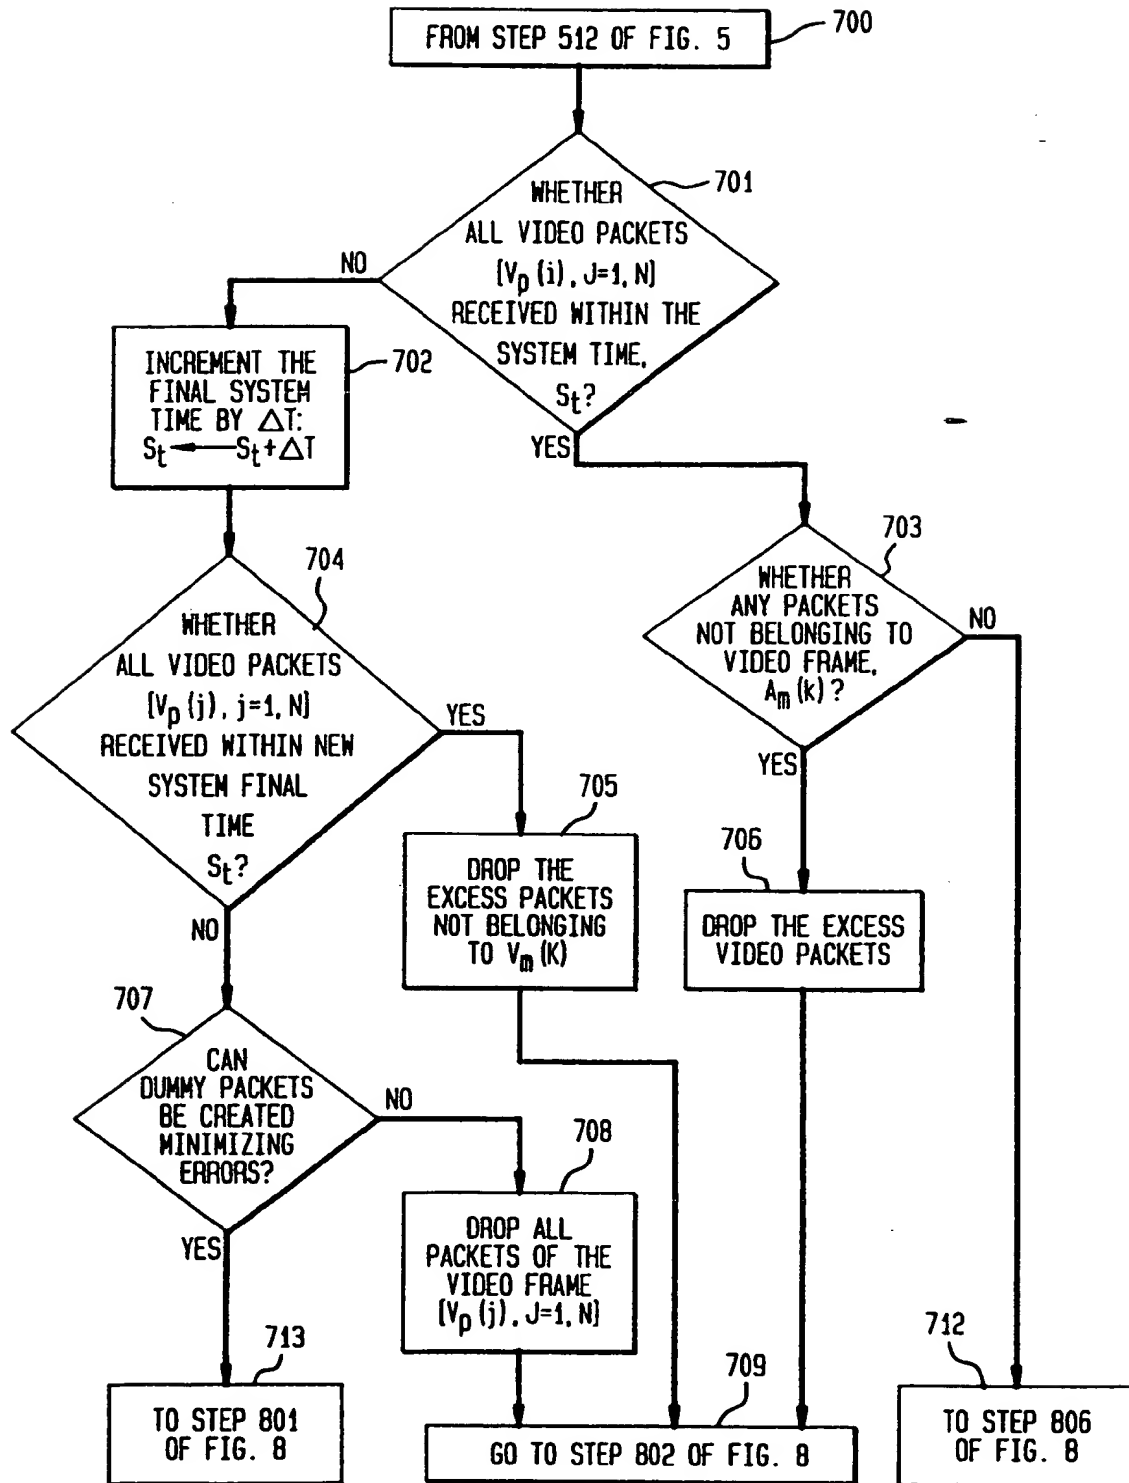 FROM STEP 512 OF FIG. 5
700
WHETHER
ALL VIDEO PACKETS
[Vp(i), J=1, N]
RECEIVED WITHIN THE
SYSTEM TIME,
St?
701
NO
YES
INCREMENT THE
FINAL SYSTEM
TIME BY ΔT:
St ← St+ΔT
702
WHETHER
ANY PACKETS
NOT BELONGING TO
VIDEO FRAME,
Am(k)?
703
NO
YES
WHETHER
ALL VIDEO PACKETS
[Vp(j), j=1, N]
RECEIVED WITHIN NEW
SYSTEM FINAL
TIME
St?
704
YES
NO
DROP THE
EXCESS PACKETS
NOT BELONGING
TO Vm(K)
705
DROP THE EXCESS
VIDEO PACKETS
706
CAN
DUMMY PACKETS
BE CREATED
MINIMIZING
ERRORS?
707
NO
YES
DROP ALL
PACKETS OF THE
VIDEO FRAME
[Vp(j), J=1, N]
708
TO STEP 801
OF FIG. 8
713
GO TO STEP 802 OF FIG. 8
709
TO STEP 806
OF FIG. 8
712